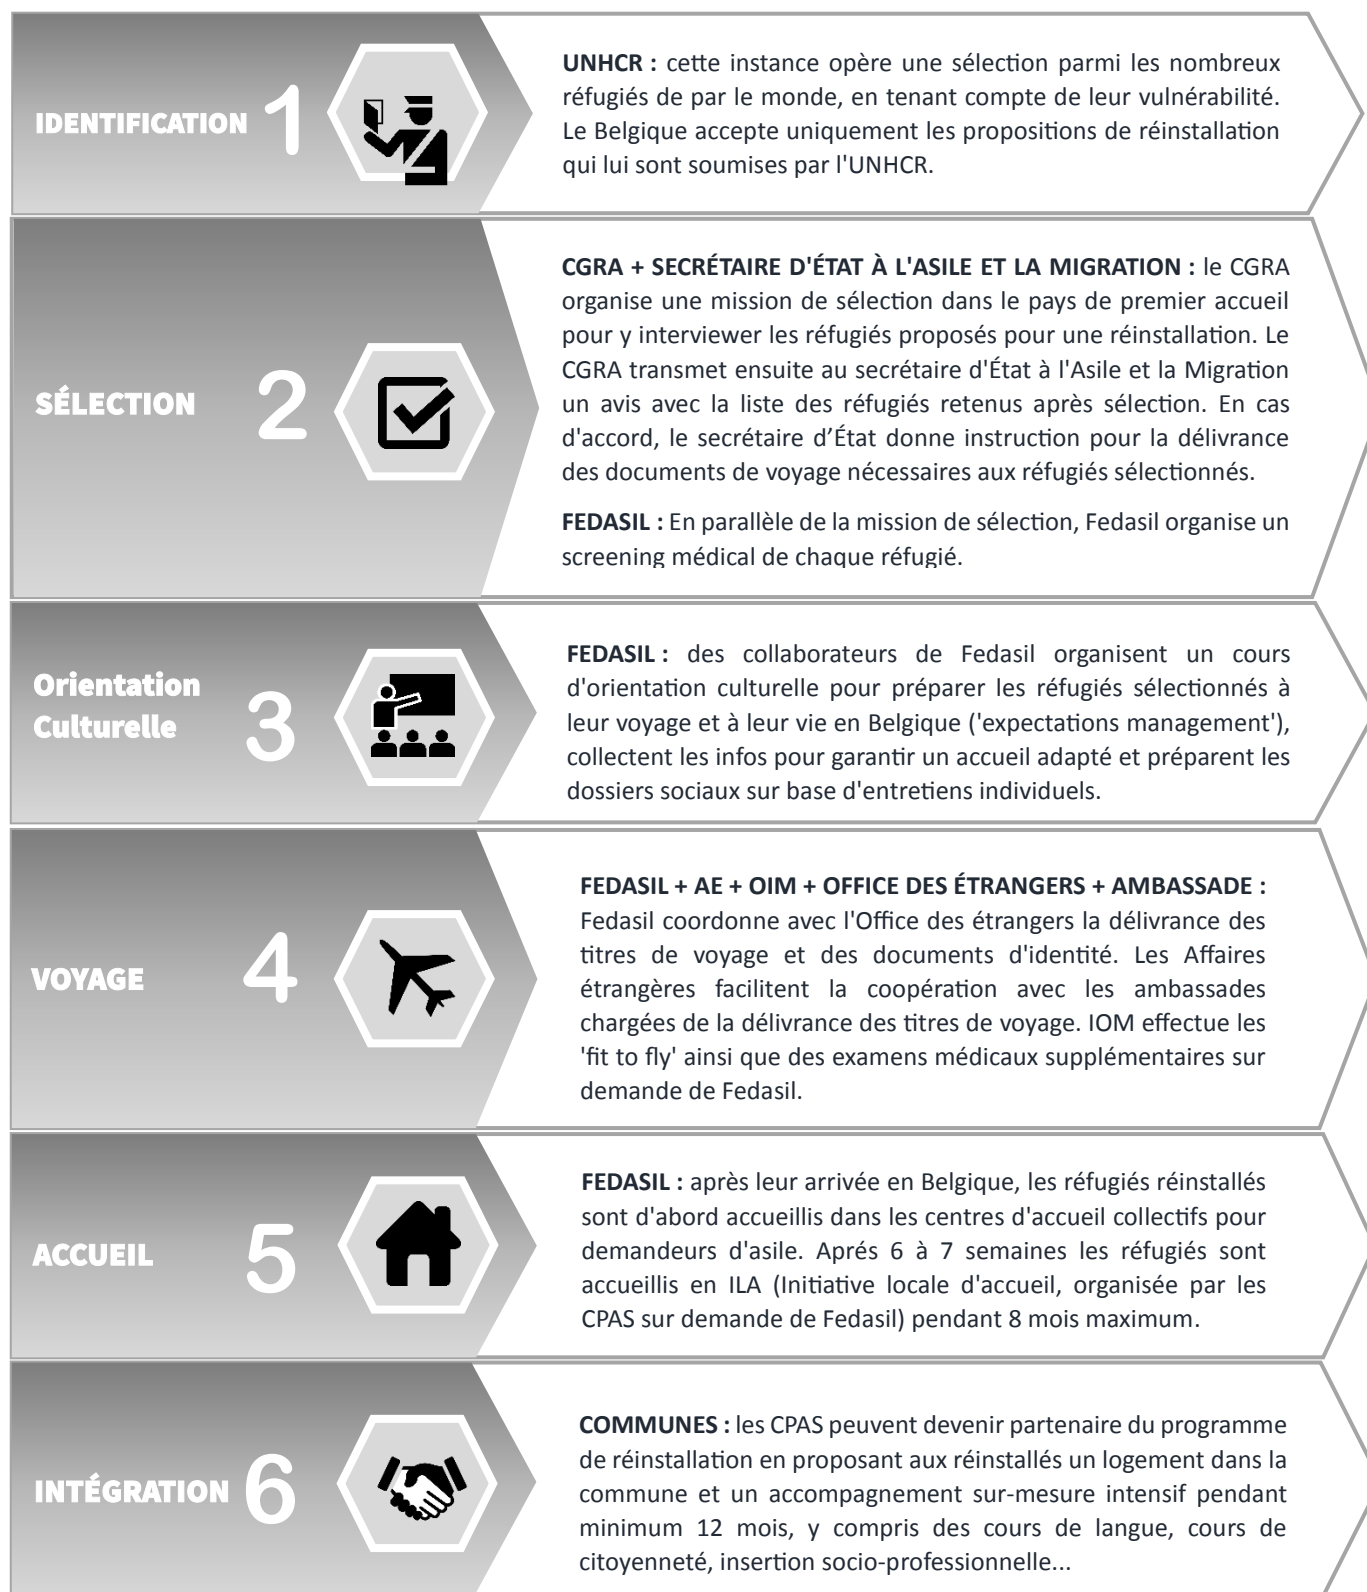 IDENTIFICATION 1
UNHCR : cette instance opère une sélection parmi les nombreux
réfugiés de par le monde, en tenant compte de leur vulnérabilité.
Le Belgique accepte uniquement les propositions de réinstallation
qui lui sont soumises par l'UNHCR.
SÉLECTION 2
CGRA + SECRÉTAIRE D'ÉTAT À L'ASILE ET LA MIGRATION : le CGRA
organise une mission de sélection dans le pays de premier accueil
pour y interviewer les réfugiés proposés pour une réinstallation. Le
CGRA transmet ensuite au secrétaire d'État à l'Asile et la Migration
un avis avec la liste des réfugiés retenus après sélection. En cas
d'accord, le secrétaire d’État donne instruction pour la délivrance
des documents de voyage nécessaires aux réfugiés sélectionnés.
FEDASIL : En parallèle de la mission de sélection, Fedasil organise un
screening médical de chaque réfugié.
Orientation
Culturelle 3
FEDASIL : des collaborateurs de Fedasil organisent un cours
d'orientation culturelle pour préparer les réfugiés sélectionnés à
leur voyage et à leur vie en Belgique ('expectations management'),
collectent les infos pour garantir un accueil adapté et préparent les
dossiers sociaux sur base d'entretiens individuels.
VOYAGE 4
FEDASIL + AE + OIM + OFFICE DES ÉTRANGERS + AMBASSADE :
Fedasil coordonne avec l'Office des étrangers la délivrance des
titres de voyage et des documents d'identité. Les Affaires
étrangères facilitent la coopération avec les ambassades
chargées de la délivrance des titres de voyage. IOM effectue les
'fit to fly' ainsi que des examens médicaux supplémentaires sur
demande de Fedasil.
ACCUEIL 5
FEDASIL : après leur arrivée en Belgique, les réfugiés réinstallés
sont d'abord accueillis dans les centres d'accueil collectifs pour
demandeurs d'asile. Aprés 6 à 7 semaines les réfugiés sont
accueillis en ILA (Initiative locale d'accueil, organisée par les
CPAS sur demande de Fedasil) pendant 8 mois maximum.
INTÉGRATION 6
COMMUNES : les CPAS peuvent devenir partenaire du programme
de réinstallation en proposant aux réinstallés un logement dans la
commune et un accompagnement sur-mesure intensif pendant
minimum 12 mois, y compris des cours de langue, cours de
citoyenneté, insertion socio-professionnelle...